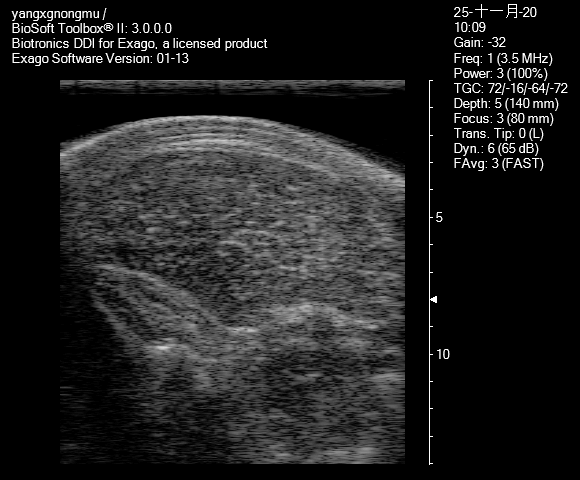 yangxgnongmu /
BioSoft Toolbox® II: 3.0.0.0
Biotronics DDI for Exago, a licensed product
Exago Software Version: 01-13
25-十一月-20
10:09
Gain: -32
Freq: 1 (3.5 MHz)
Power: 3 (100%)
TGC: 72/-16/-64/-72
Depth: 5 (140 mm)
Focus: 3 (80 mm)
Trans. Tip: 0 (L)
Dyn.: 6 (65 dB)
FAvg: 3 (FAST)
5
10